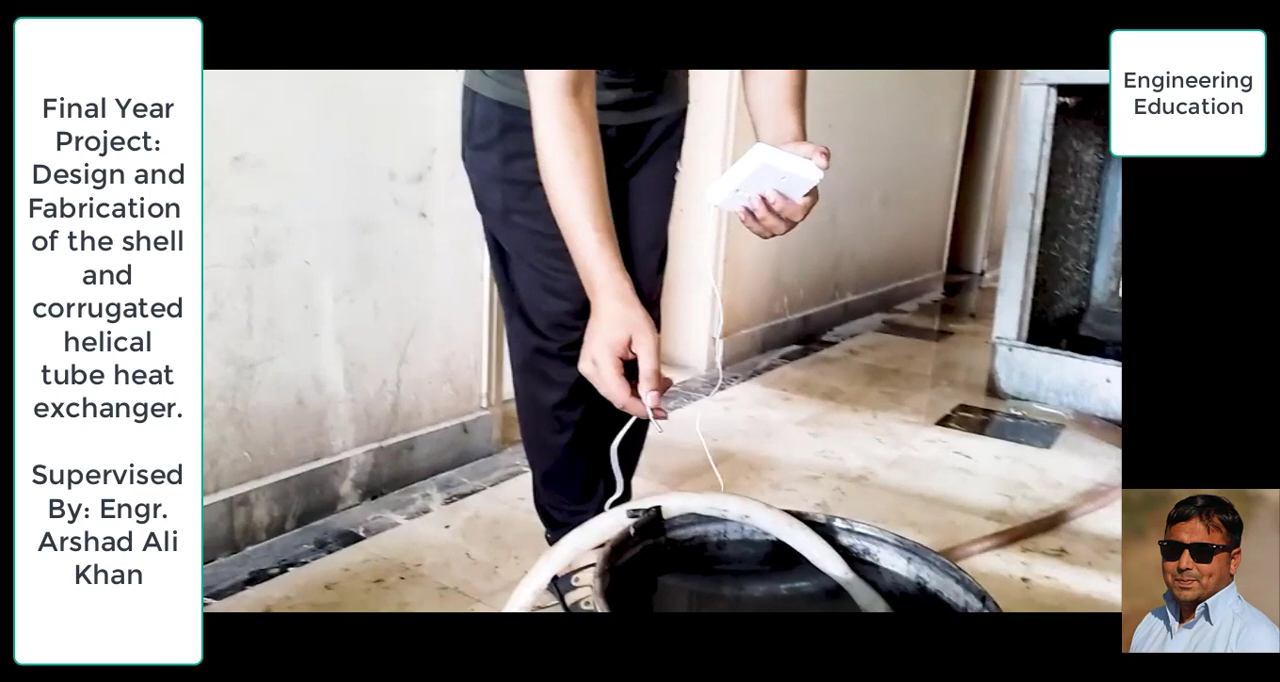 Final Year
Project:
Design and
Fabrication
of the shell
and
corrugated
helical
tube heat
exchanger.
Supervised
By: Engr.
Arshad Ali
Khan
Engineering
Education